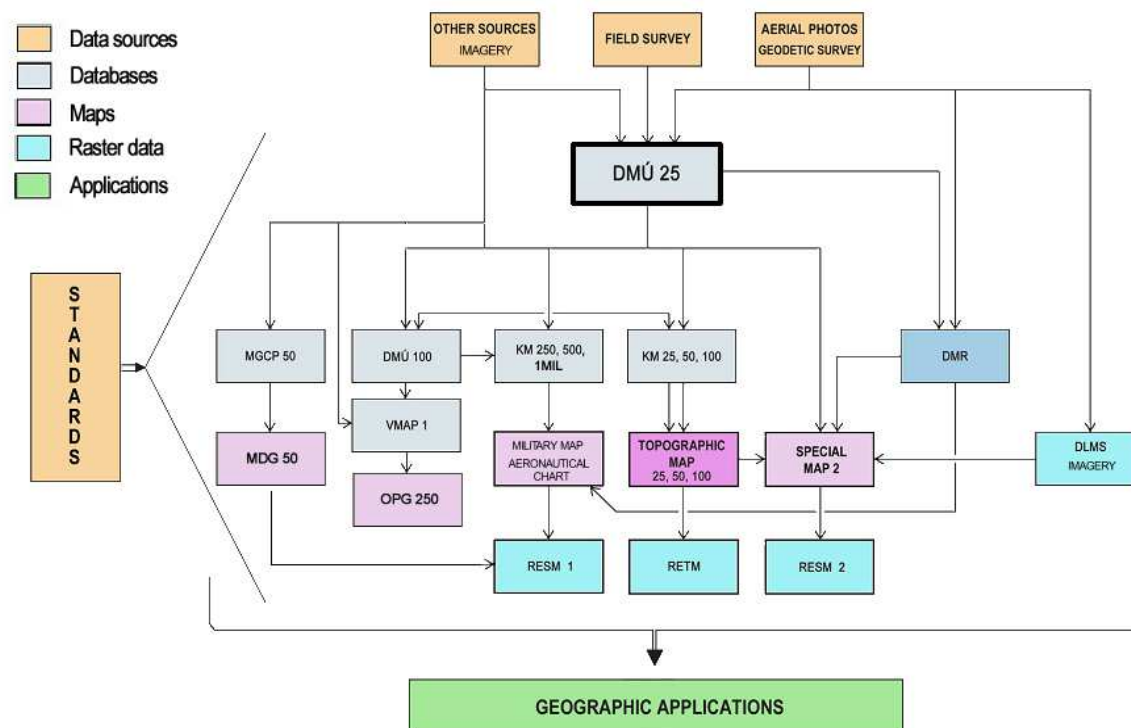 Data sources
Databases
Maps
Raster data
Applications
OTHER SOURCES
IMAGERY
FIELD SURVEY
AERIAL PHOTOS
GEODETIC SURVEY
DMÚ 25
STANDARDS
MGCP 50
DMÚ 100
KM 250, 500,
1MIL
KM 25, 50, 100
DMR
VMAP 1
MDG 50
MILITARY MAP
AERONAUTICAL
CHART
TOPOGRAPHIC
MAP
25, 50, 100
SPECIAL
MAP 2
DLMS
IMAGERY
OPG 250
RESM 1
RETM
RESM 2
GEOGRAPHIC APPLICATIONS